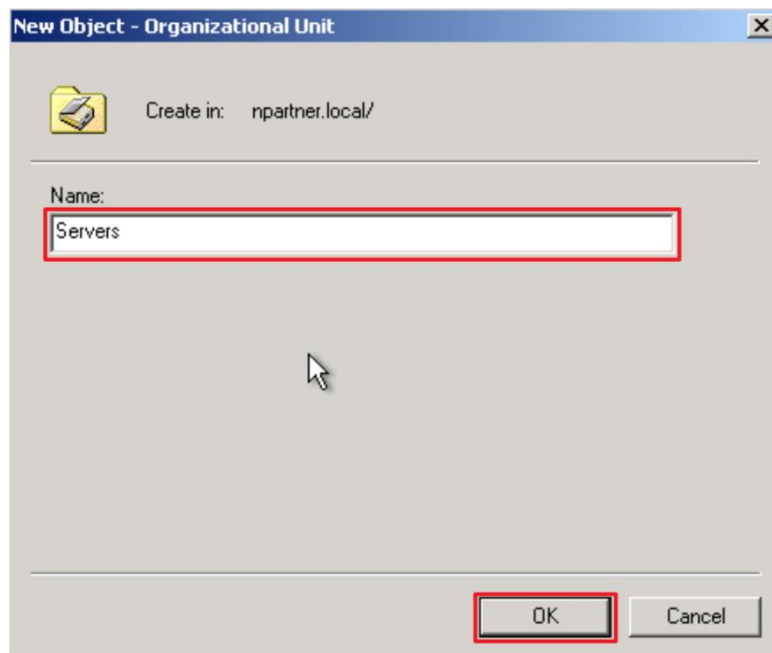 New Object - Organizational Unit
Create in: npartner.local/
Name:
Servers
OK Cancel